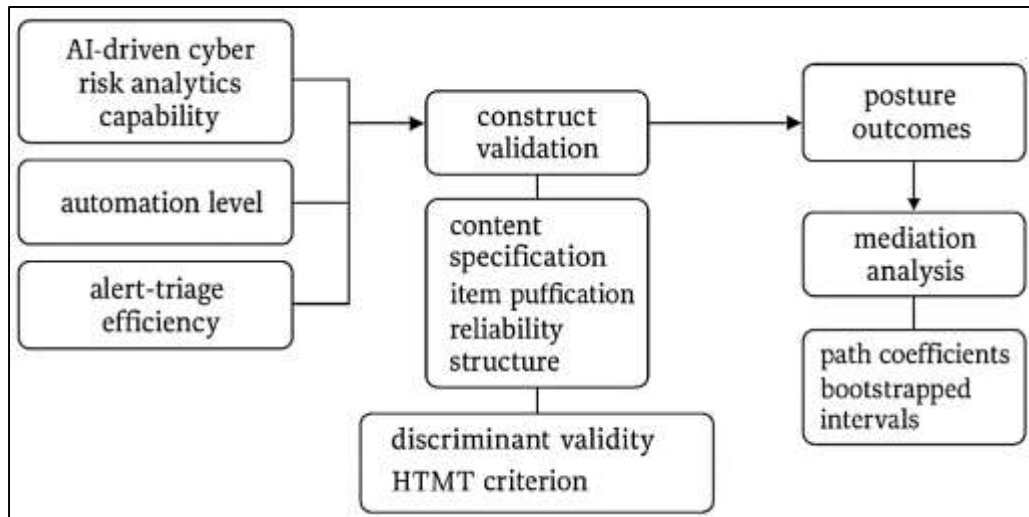 AI-driven cyber
risk analytics
capability
automation level
alert-triage
efficiency
construct
validation
content
specification
item puffication
reliability
structure
discriminant validity
HTMT criterion
posture
outcomes
mediation
analysis
path coefficients
bootstrapped
intervals